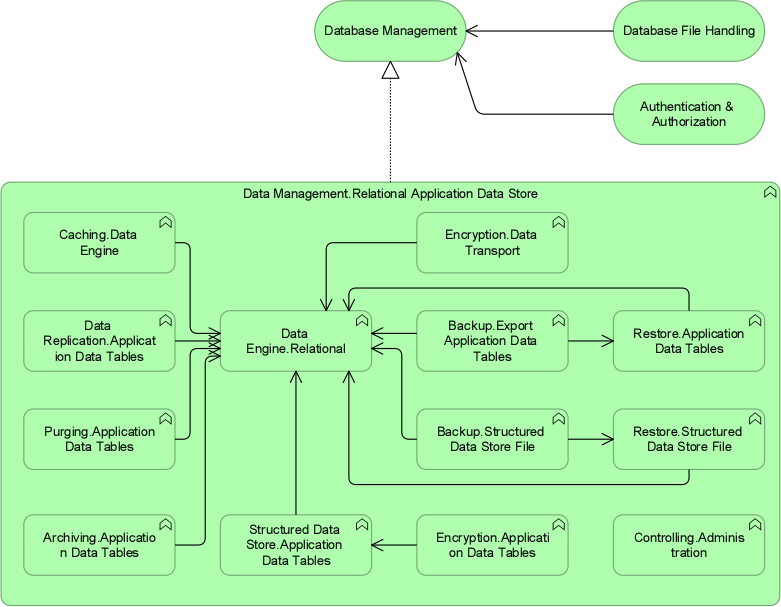 Database Management
Database File Handling
Authentication &
Authorization
Data Management.Relational Application Data Store
Caching.Data
Engine
Encryption.Data
Transport
Data
Replication.Applicat
ion Data Tables
Data
Engine.Relational
Backup.Export
Application Data
Tables
Restore.Application
Data Tables
Purging.Application
Data Tables
Backup.Structured
Data Store File
Restore.Structured
Data Store File
Archiving.Applicatio
n Data Tables
Structured Data
Store.Application
Data Tables
Encryption.Applicati
on Data Tables
Controlling.Adminis
tration